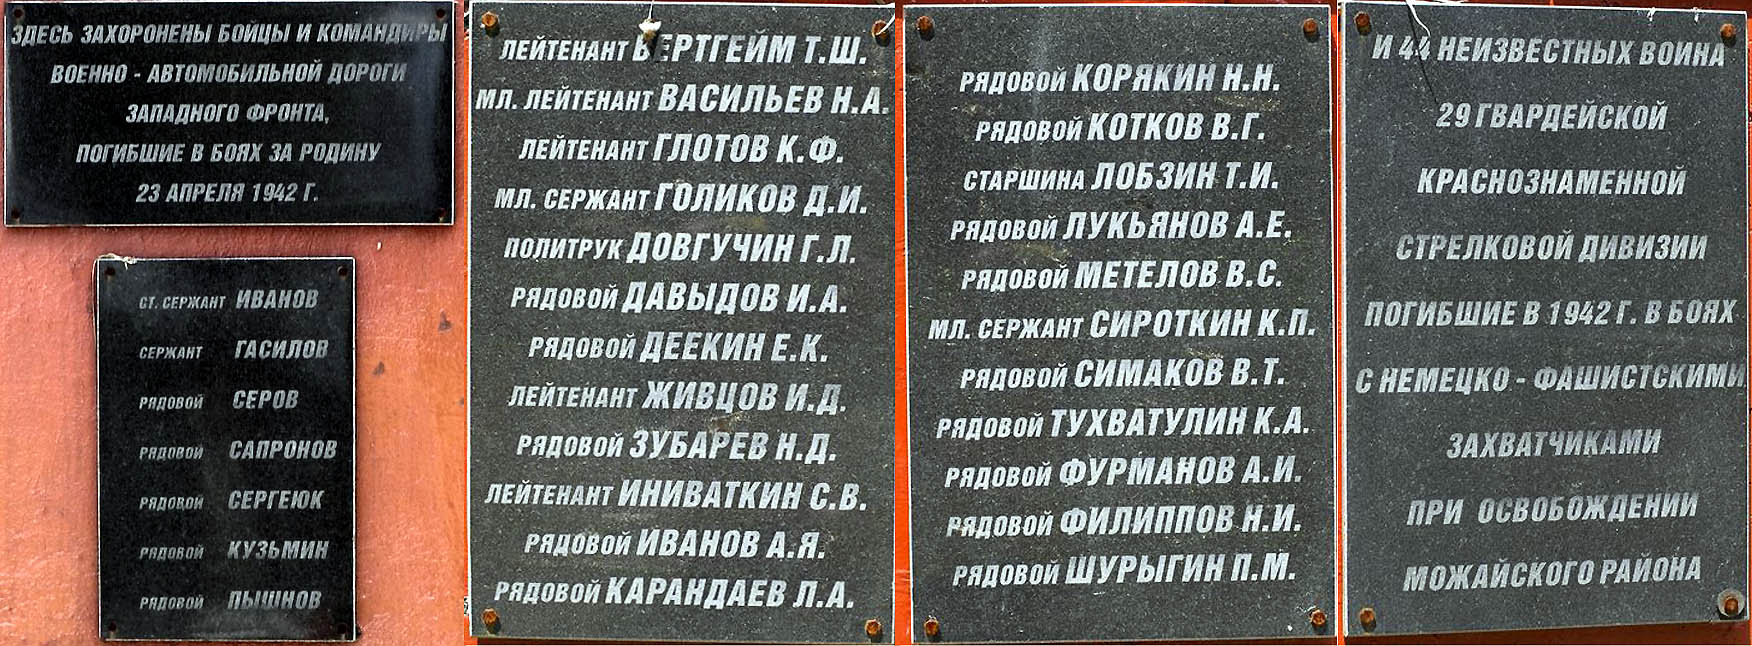 ЗДЕСЬ ЗАХОРОНЕНЫ БОЙЦЫ И КОМАНДИРЫ
ВОЕННО - АВТОМОБИЛЬНОЙ ДОРОГИ
ЗАПАДНОГО ФРОНТА,
ПОГИБШИЕ В БОЯХ ЗА РОДИНУ
23 АПРЕЛЯ 1942 Г.
СТ. СЕРЖАНТ ИВАНОВ
СЕРЖАНТ ГАСИЛОВ
РЯДОВОЙ СЕРОВ
РЯДОВОЙ САПРОНОВ
РЯДОВОЙ СЕРГЕЮК
РЯДОВОЙ КУЗЬМИН
РЯДОВОЙ ПЫШНОВ
ЛЕЙТЕНАНТ ВЕРТГЕЙМ Т.Ш.
МЛ. ЛЕЙТЕНАНТ ВАСИЛЬЕВ Н.А.
ЛЕЙТЕНАНТ ГЛОТОВ К.Ф.
МЛ. СЕРЖАНТ ГОЛИКОВ Д.И.
ПОЛИТРУК ДОВГУЧИН Г.Л.
РЯДОВОЙ ДАВЫДОВ И.А.
РЯДОВОЙ ДЕЕКИН Е.К.
ЛЕЙТЕНАНТ ЖИВЦОВ И.Д.
РЯДОВОЙ ЗУБАРЕВ Н.Д.
ЛЕЙТЕНАНТ ИНИВАТКИН С.В.
РЯДОВОЙ ИВАНОВ А.Я.
РЯДОВОЙ КАРАНДАЕВ Л.А.
РЯДОВОЙ КОРЯКИН Н.Н.
РЯДОВОЙ КОТКОВ В.Г.
СТАРШИНА ЛОБЗИН Т.И.
РЯДОВОЙ ЛУКЬЯНОВ А.Е.
РЯДОВОЙ МЕТЕЛОВ В.С.
МЛ. СЕРЖАНТ СИРОТКИН К.П.
РЯДОВОЙ СИМАКОВ В.Т.
РЯДОВОЙ ТУХВАТУЛИН К.А.
РЯДОВОЙ ФУРМАНОВ А.И.
РЯДОВОЙ ФИЛИППОВ Н.И.
РЯДОВОЙ ШУРЫГИН П.М.
И 44 НЕИЗВЕСТНЫХ ВОИНА
29 ГВАРДЕЙСКОЙ
КРАСНОЗНАМЕННОЙ
СТРЕЛКОВОЙ ДИВИЗИИ
ПОГИБШИЕ В 1942 Г. В БОЯХ
С НЕМЕЦКО - ФАШИСТСКИМИ
ЗАХВАТЧИКАМИ
ПРИ ОСВОБОЖДЕНИИ
МОЖАЙСКОГО РАЙОНА